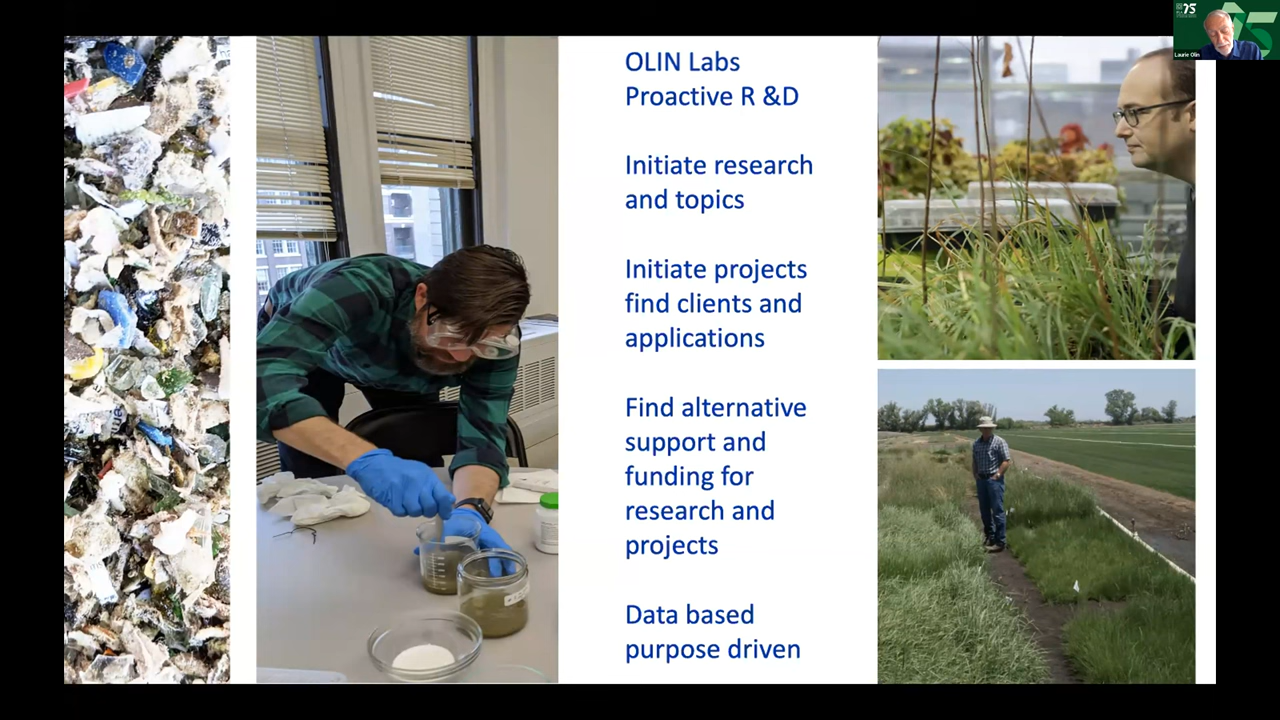 OLIN Labs
Proactive R &D
Initiate research
and topics
Initiate projects
find clients and
applications
Find alternative
support and
funding for
research and
projects
Data based
purpose driven
75
Laurie Olin